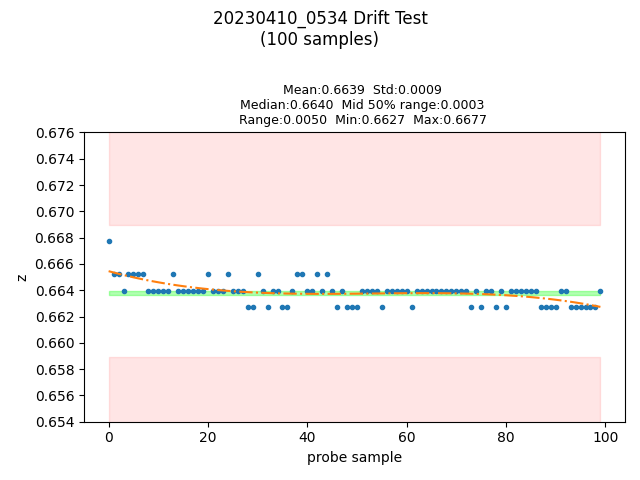 20230410_0534 Drift Test
(100 samples)
Mean:0.6639 Std:0.0009
Median:0.6640 Mid 50% range:0.0003
Range:0.0050 Min:0.6627 Max:0.6677
0.676
0.674
0.672
0.670
0.668
0.666
0.664
0.662
0.660
0.658
0.656
0.654
z
0 20 40 60 80 100
probe sample